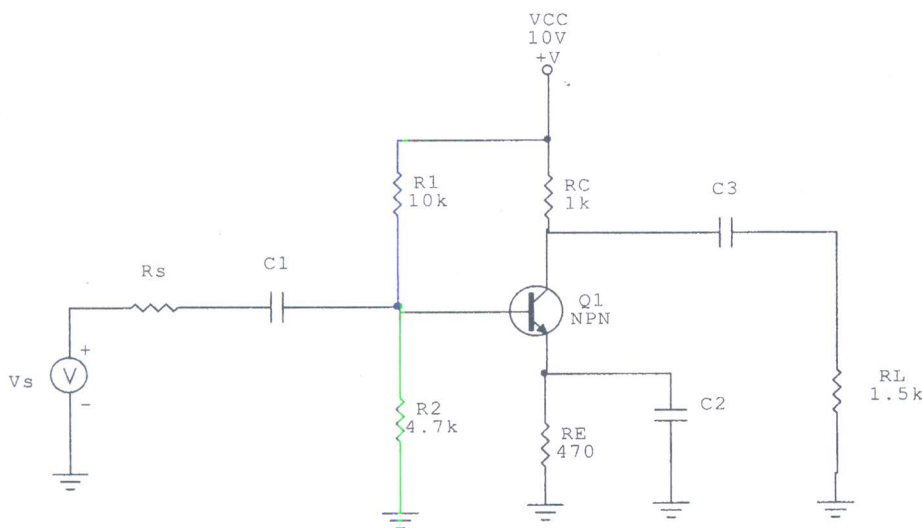 VCC
10V
+V
R1
10k
RC
1k
C3
Rs
C1
Q1
NPN
Vs
+
V
-
R2
4.7k
RE
470
C2
RL
1.5k